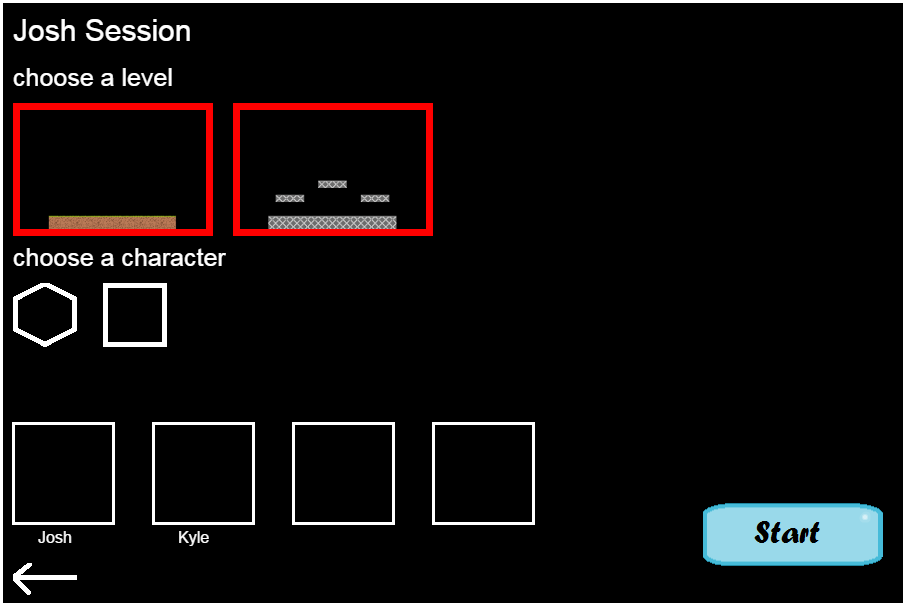 Josh Session
choose a level
choose a character
Josh
Kyle
Start